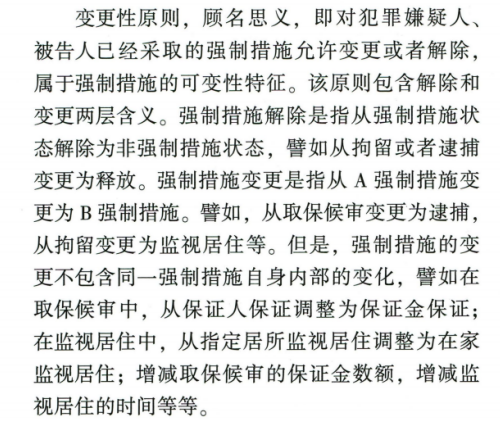 变更性原则，顾名思义，即对犯罪嫌疑人、
被告人已经采取的强制措施允许变更或者解除，
属于强制措施的可变性特征。该原则包含解除和
变更两层含义。强制措施解除是指从强制措施状
态解除为非强制措施状态，譬如从拘留或者逮捕
变更为释放。强制措施变更是指从 A 强制措施变
更为 B 强制措施。譬如，从取保候审变更为逮捕，
从拘留变更为监视居住等。但是，强制措施的变
更不包含同一强制措施自身内部的变化，譬如在
取保候审中，从保证人保证调整为保证金保证；
在监视居住中，从指定居所监视居住调整为在家
监视居住；增减取保候审的保证金数额，增减监
视居住的时间等等。